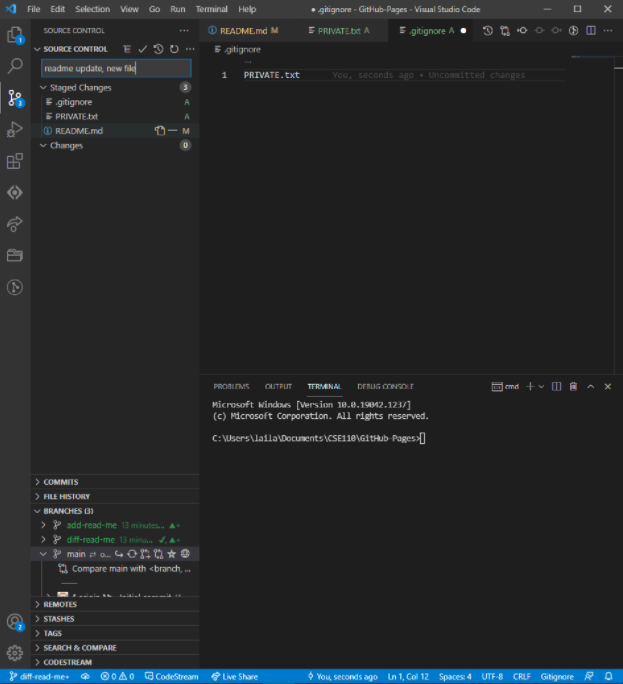 File Edit Selection View Go Run Terminal Help ● .gitignore - GitHub-Pages - Visual Studio Code
SOURCE CONTROL ···
SOURCE CONTROL
readme update, new file
Staged Changes 3
.gitignore A
PRIVATE.txt A
README.md M
Changes 0
README.md M PRIVATE.txt A .gitignore A ●
.gitignore
...
1 PRIVATE.txt You, seconds ago • Uncommitted changes
PROBLEMS OUTPUT TERMINAL DEBUG CONSOLE cmd
Microsoft Windows [Version 10.0.19042.1237]
(c) Microsoft Corporation. All rights reserved.
C:\Users\laila\Documents\CSE110\GitHub-Pages>
COMMITS
FILE HISTORY
BRANCHES (3)
add-read-me 13 minutes...
diff-read-me 13 minu...
main o...
Compare main with <branch, ...
REMOTES
STASHES
TAGS
SEARCH & COMPARE
CODESTREAM
1
3
2
diff-read-me+ 0 0 CodeStream Live Share You, seconds ago Ln 1, Col 12 Spaces: 4 UTF-8 CRLF Gitignore